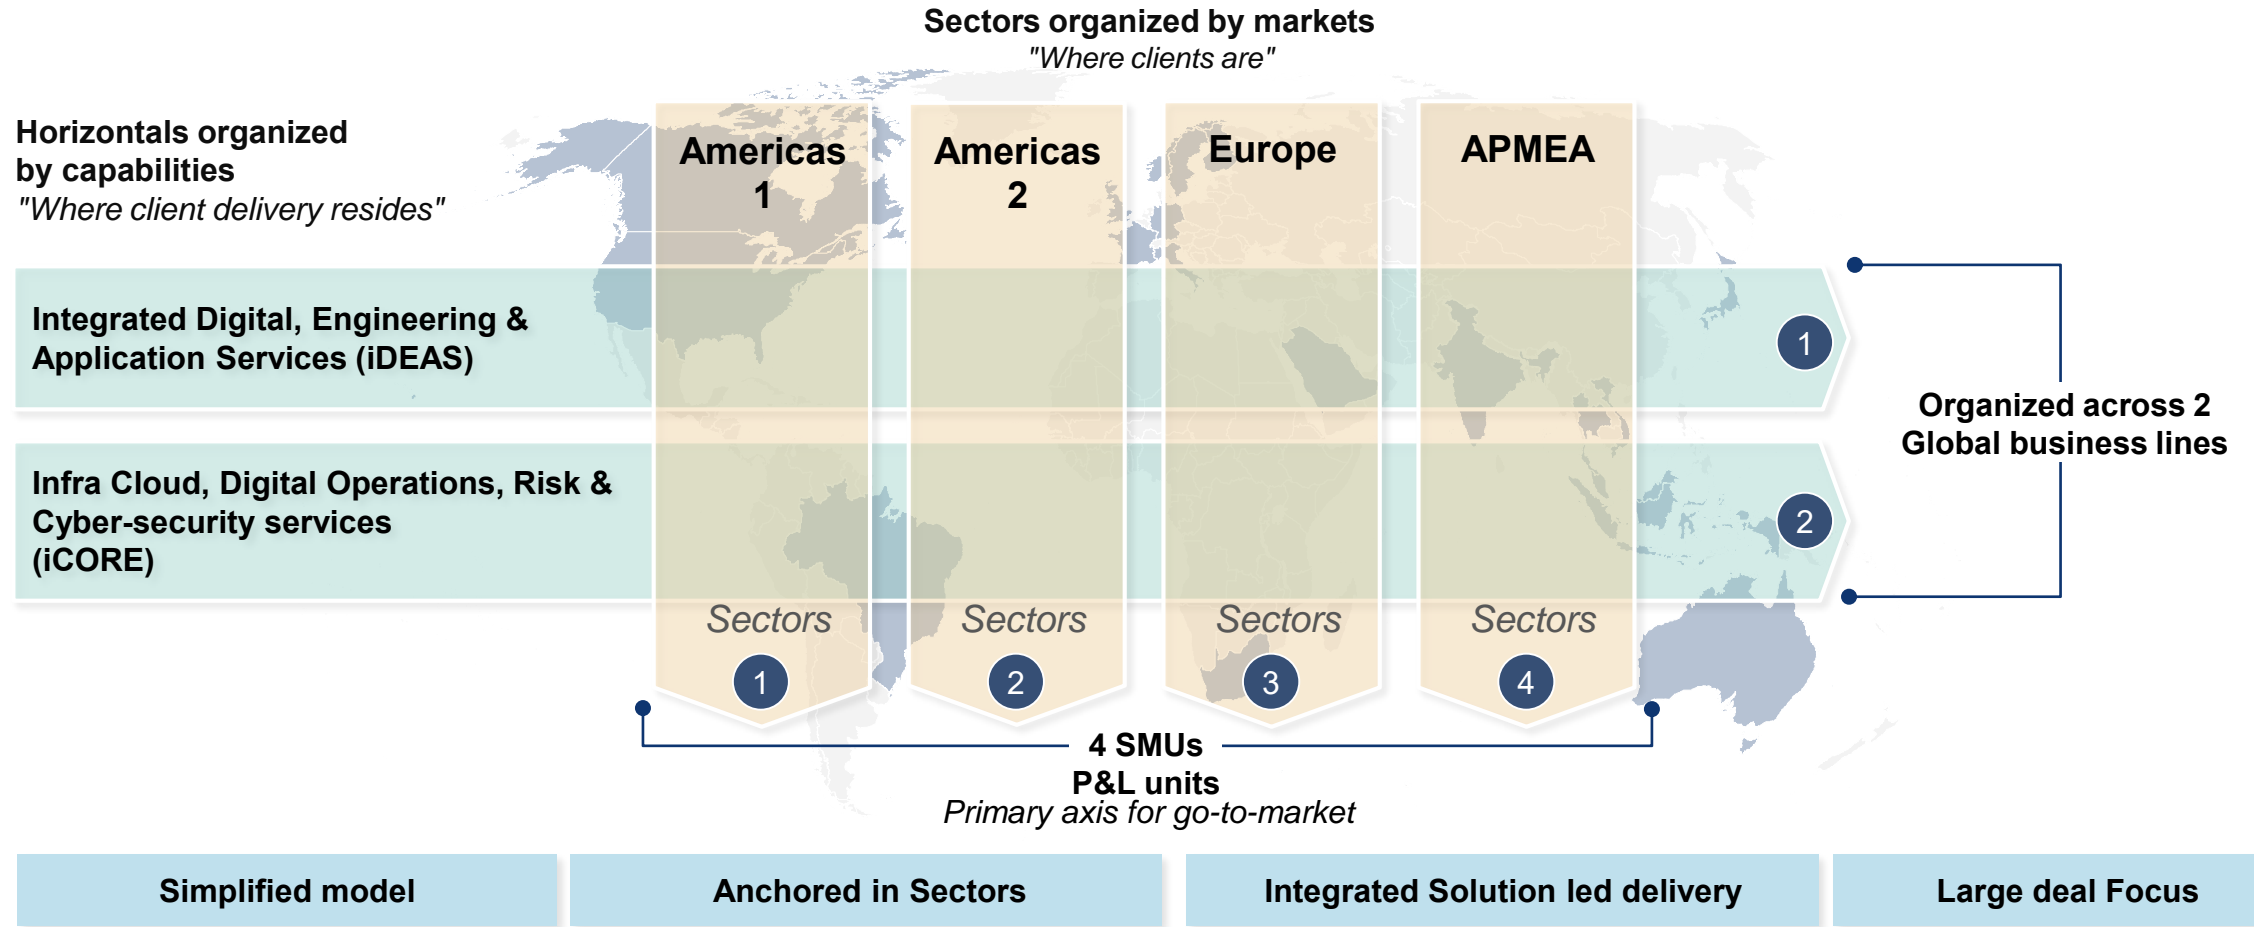 Sectors organized by markets
"Where clients are"
Horizontals organized
by capabilities
"Where client delivery resides"
Americas
1
Americas
2
Europe
APMEA
Integrated Digital, Engineering &
Application Services (iDEAS)
1
Infra Cloud, Digital Operations, Risk &
Cyber-security services
(iCORE)
2
Organized across 2
Global business lines
Sectors
Sectors
Sectors
Sectors
1
2
3
4
4 SMUs
P&L units
Primary axis for go-to-market
Simplified model
Anchored in Sectors
Integrated Solution led delivery
Large deal Focus